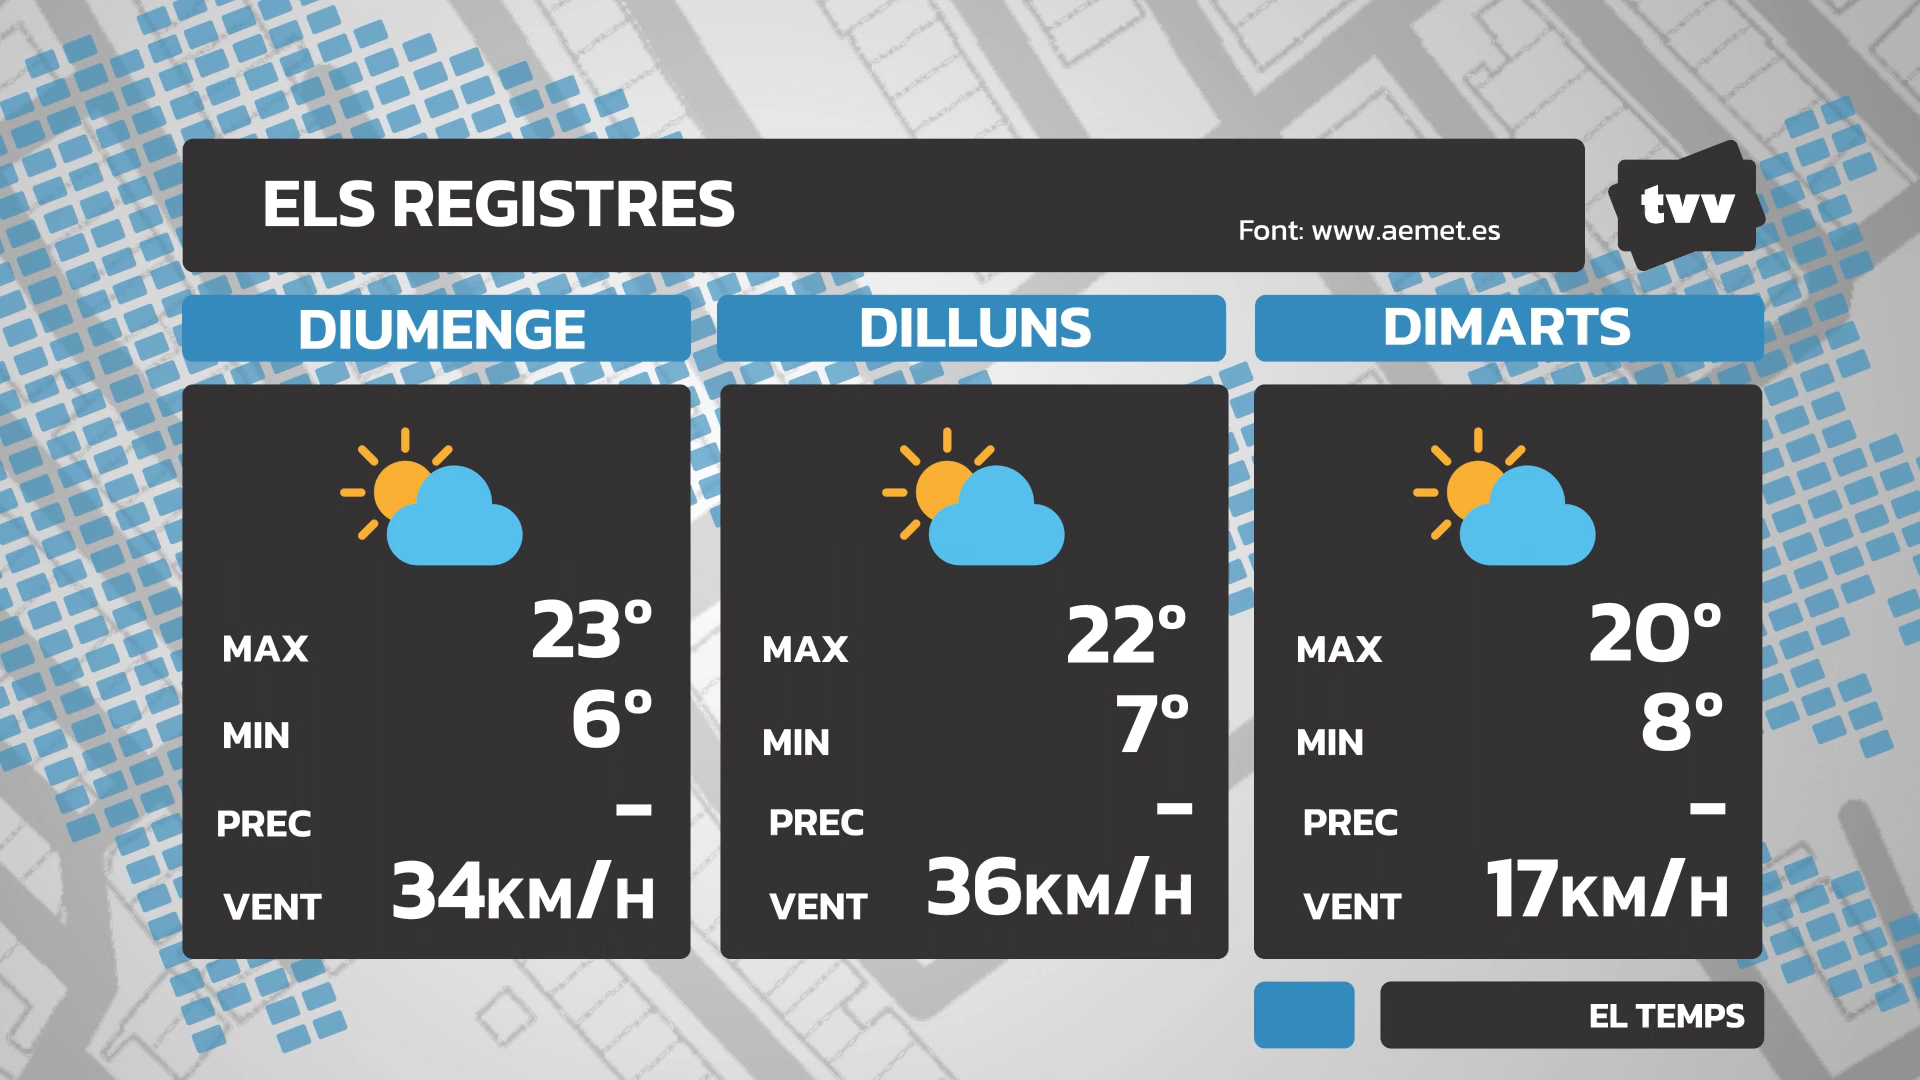 ELS REGISTRES
Font: www.aemet.es
tvv
DIUMENGE
MAX 23º
MIN 6º
PREC –
VENT 34KM/H
DILLUNS
MAX 22º
MIN 7º
PREC –
VENT 36KM/H
DIMARTS
MAX 20º
MIN 8º
PREC –
VENT 17KM/H
EL TEMPS